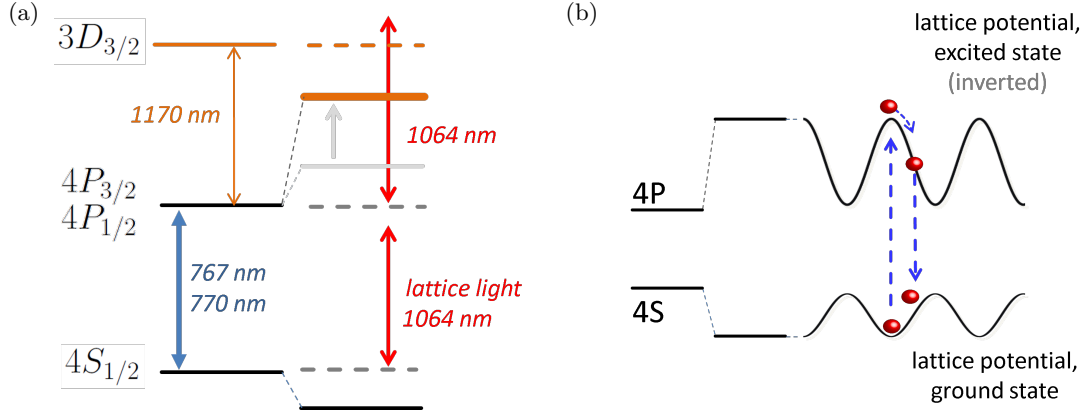 (a)
3D3/2
1170 nm
1064 nm
4P3/2
4P1/2
767 nm
770 nm
lattice light
1064 nm
4S1/2
(b)
lattice potential,
excited state
(inverted)
4P
4S
lattice potential,
ground state